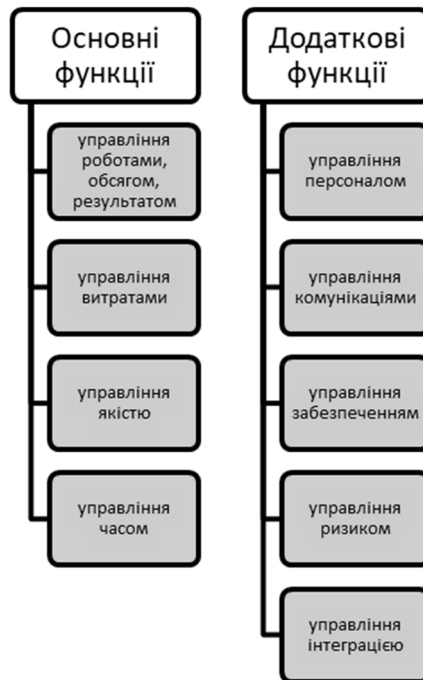 Основні
функції
управління
роботами,
обсягом,
результатом
управління
витратами
управління
якістю
управління
часом
Додаткові
функції
управління
персоналом
управління
комунікаціями
управління
забезпеченням
управління
ризиком
управління
інтеграцією